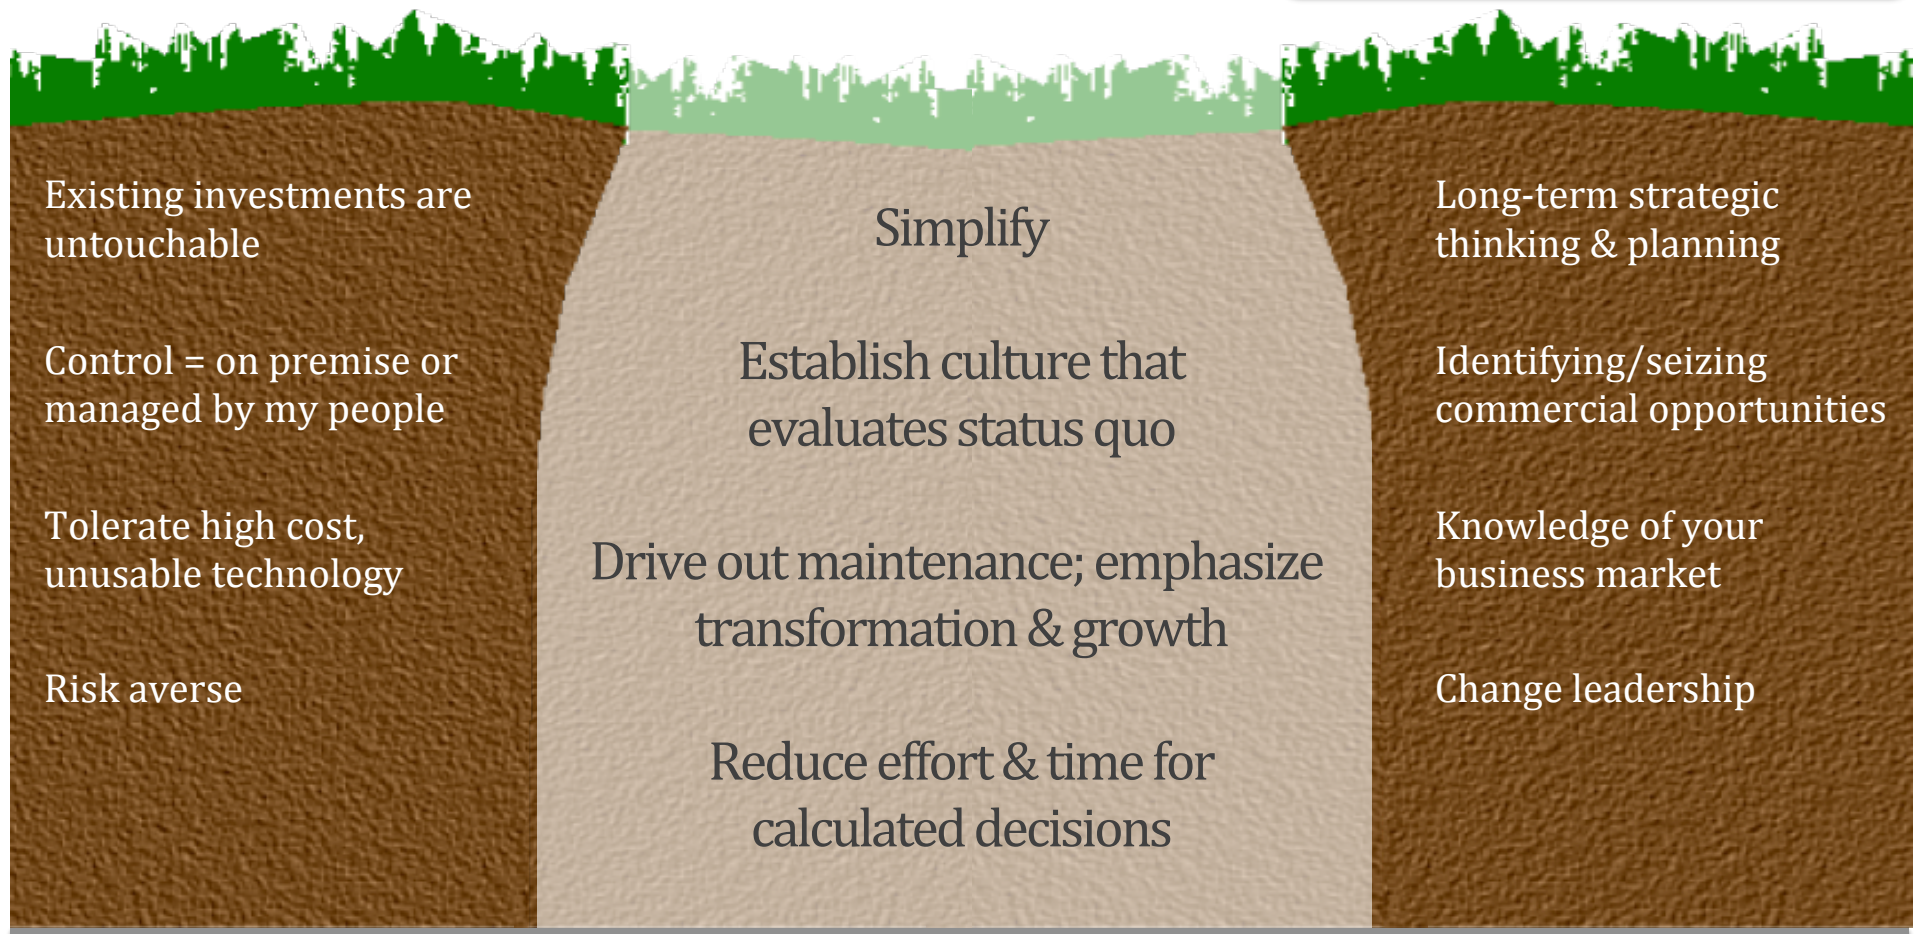 Existing investments are
untouchable
Control = on premise or
managed by my people
Tolerate high cost,
unusable technology
Risk averse
Simplify
Establish culture that
evaluates status quo
Drive out maintenance; emphasize
transformation & growth
Reduce effort & time for
calculated decisions
Long-term strategic
thinking & planning
Identifying/seizing
commercial opportunities
Knowledge of your
business market
Change leadership